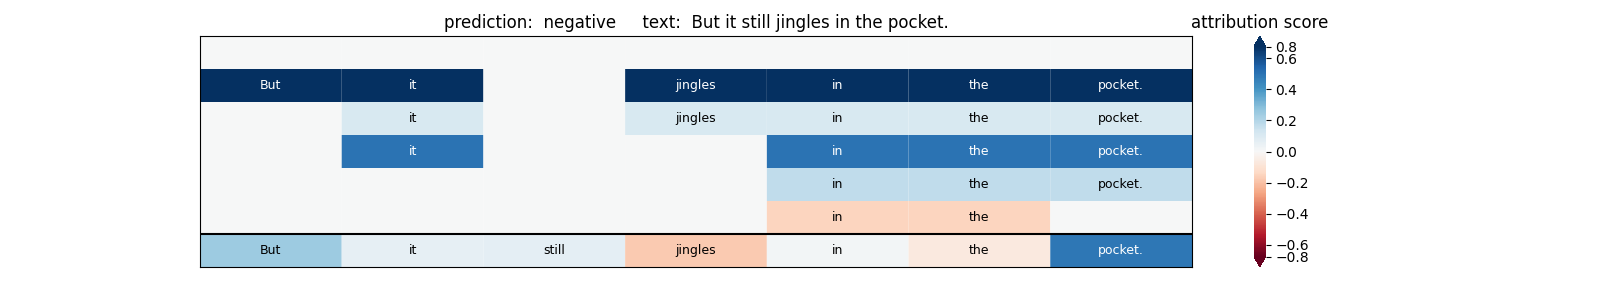 prediction:  negative     text:  But it still jingles in the pocket.
attribution score
But it jingles in the pocket.
it jingles in the pocket.
it in the pocket.
in the pocket.
in the
But it still jingles in the pocket.
0.8
0.6
0.4
0.2
0.0
−0.2
−0.4
−0.6
−0.8